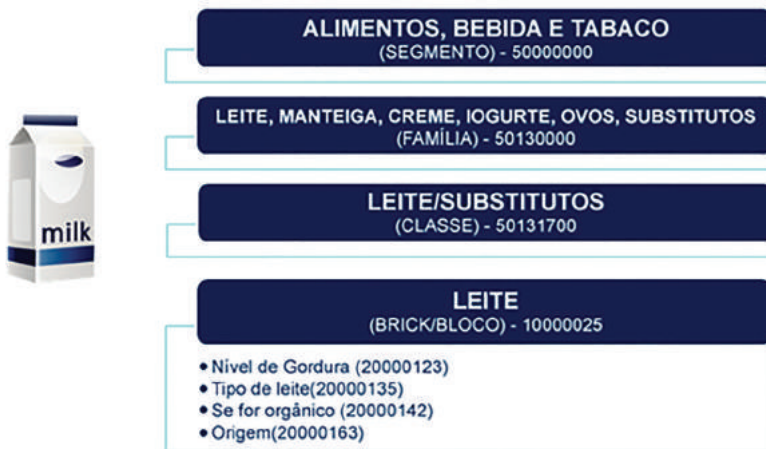 ALIMENTOS, BEBIDA E TABACO
(SEGMENTO) - 50000000
LEITE, MANTEIGA, CREME, IOGURTE, OVOS, SUBSTITUTOS
(FAMÍLIA) - 50130000
milk
LEITE/SUBSTITUTOS
(CLASSE) - 50131700
LEITE
(BRICK/BLOCO) - 10000025
• Nível de Gordura (20000123)
• Tipo de leite(20000135)
• Se for orgânico (20000142)
• Origem(20000163)